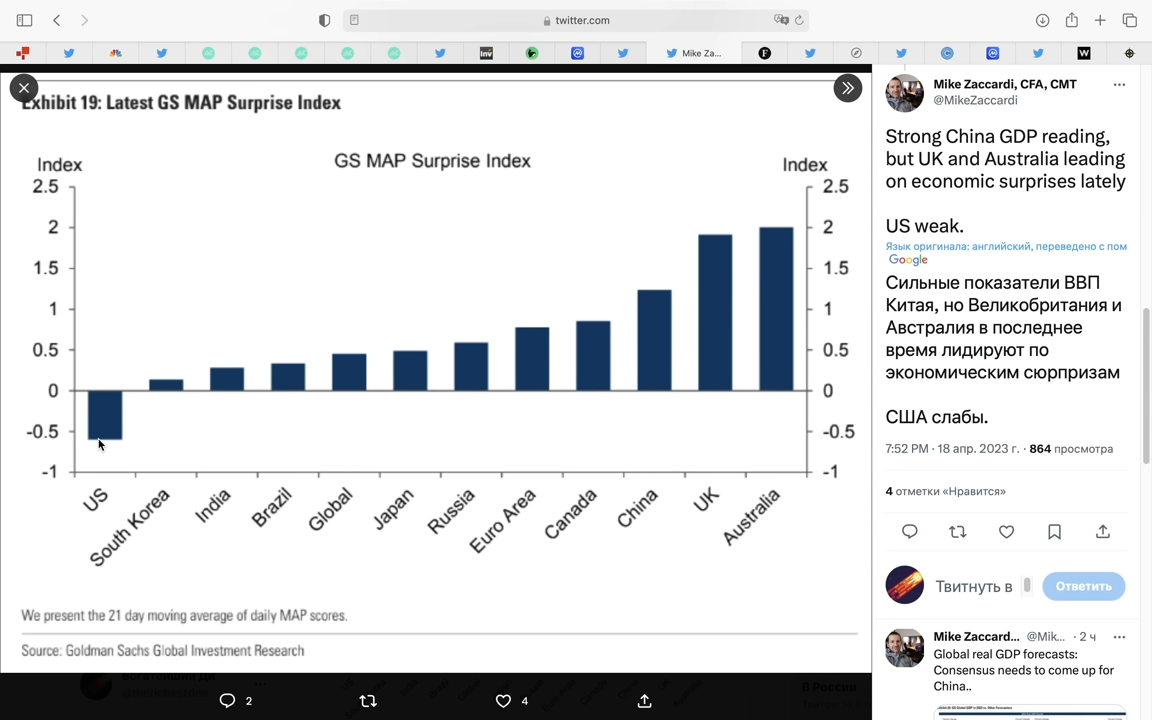 twitter.com
Inv
Mike Za...
F
W
Exhibit 19: Latest GS MAP Surprise Index
GS MAP Surprise Index
Index
Index
2.5
2.5
2
2
1.5
1.5
1
1
0.5
0.5
0
0
-0.5
-0.5
-1
-1
US
South Korea
India
Brazil
Global
Japan
Russia
Euro Area
Canada
China
UK
Australia
We present the 21 day moving average of daily MAP scores.
Source: Goldman Sachs Global Investment Research
2
4
Mike Zaccardi, CFA, CMT
@MikeZaccardi
Strong China GDP reading,
but UK and Australia leading
on economic surprises lately
US weak.
Язык оригинала: английский, переведено с пом
Google
Сильные показатели ВВП
Китая, но Великобритания и
Австралия в последнее
время лидируют по
экономическим сюрпризам
США слабы.
7:52 PM · 18 апр. 2023 г. · 864 просмотра
4 отметки «Нравится»
Твитнуть в
Ответить
Mike Zaccard... @Mik... · 2 ч
Global real GDP forecasts:
Consensus needs to come up for
China..